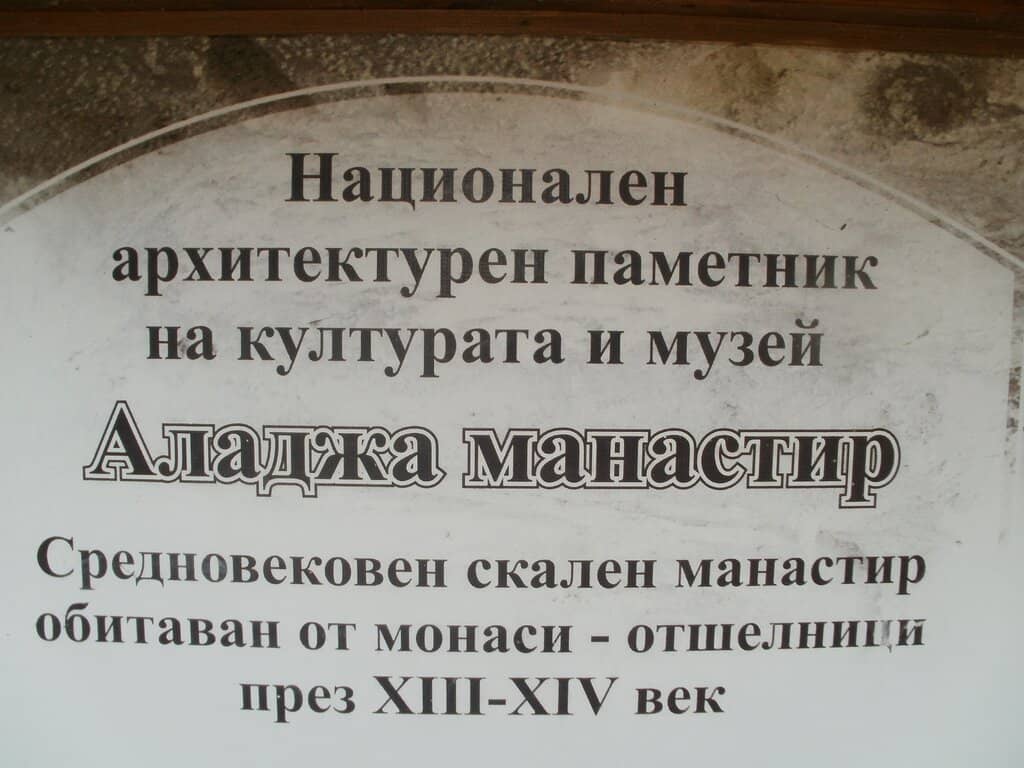 Национален
архитектурен паметник
на културата и музей
Аладжа манастир
Средновековен скален манастир
обитаван от монаси - отшелници
през XIII-XIV век